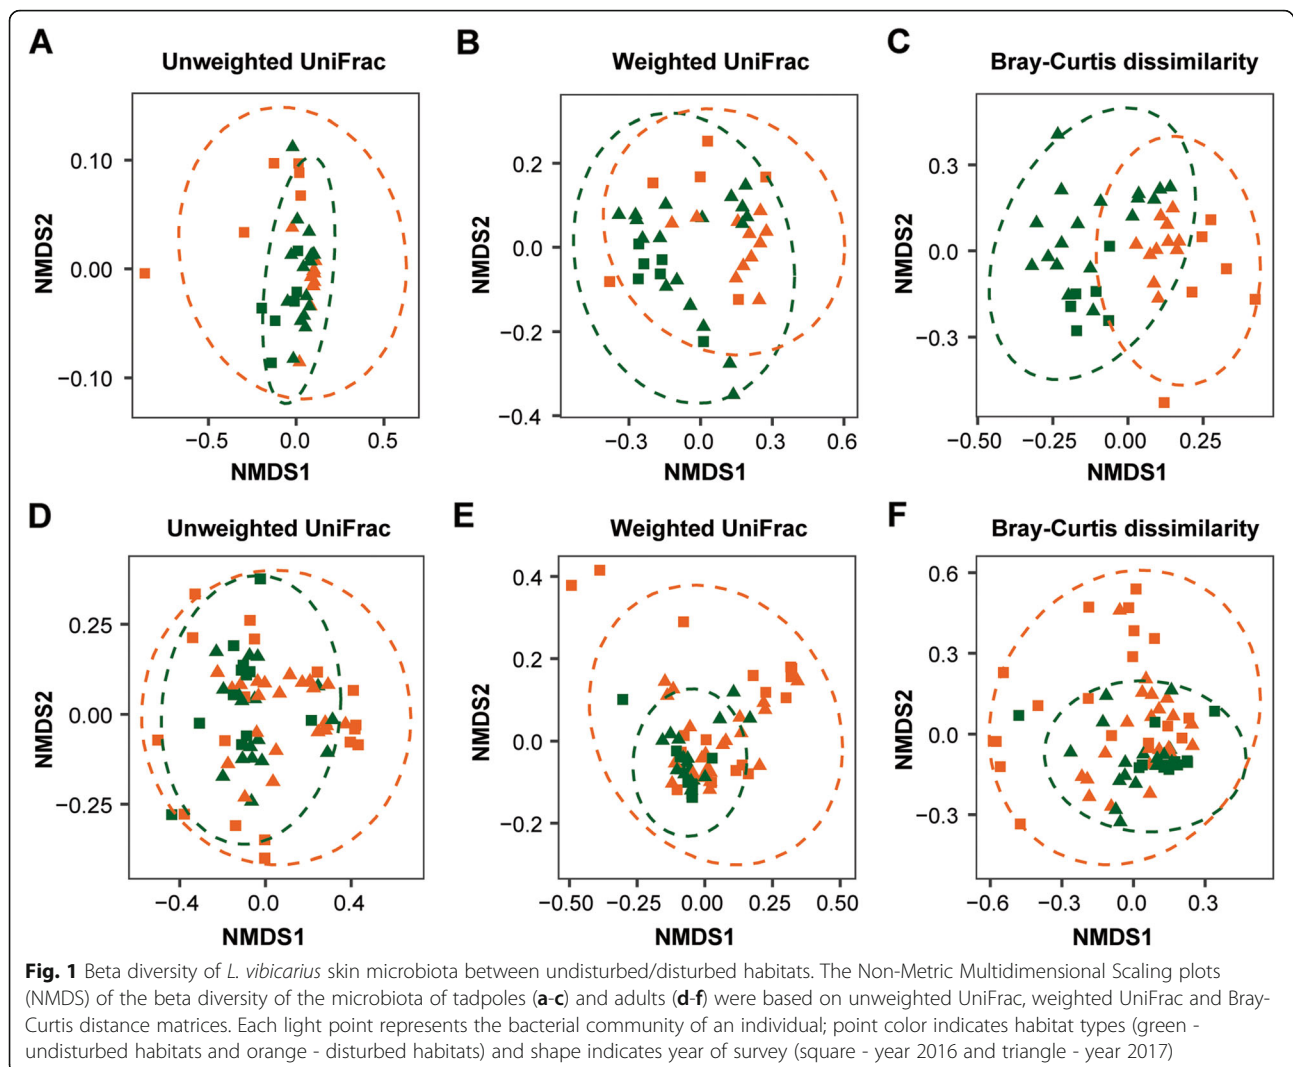 A
Unweighted UniFrac
0.10
0.00
−0.10
NMDS2
−0.5
0.0
0.5
NMDS1
B
Weighted UniFrac
0.2
0.0
−0.2
−0.4
NMDS2
−0.3
0.0
0.3
0.6
NMDS1
C
Bray-Curtis dissimilarity
0.3
0.0
−0.3
NMDS2
−0.50
−0.25
0.00
0.25
NMDS1
D
Unweighted UniFrac
0.25
0.00
−0.25
NMDS2
−0.4
0.0
0.4
NMDS1
E
Weighted UniFrac
0.4
0.2
0.0
−0.2
NMDS2
−0.50
−0.25
0.00
0.25
0.50
NMDS1
F
Bray-Curtis dissimilarity
0.6
0.3
0.0
−0.3
NMDS2
−0.6
−0.3
0.0
0.3
NMDS1
Fig. 1 Beta diversity of L. vibicarius skin microbiota between undisturbed/disturbed habitats. The Non-Metric Multidimensional Scaling plots
(NMDS) of the beta diversity of the microbiota of tadpoles (a-c) and adults (d-f) were based on unweighted UniFrac, weighted UniFrac and Bray-
Curtis distance matrices. Each light point represents the bacterial community of an individual; point color indicates habitat types (green -
undisturbed habitats and orange - disturbed habitats) and shape indicates year of survey (square - year 2016 and triangle - year 2017)